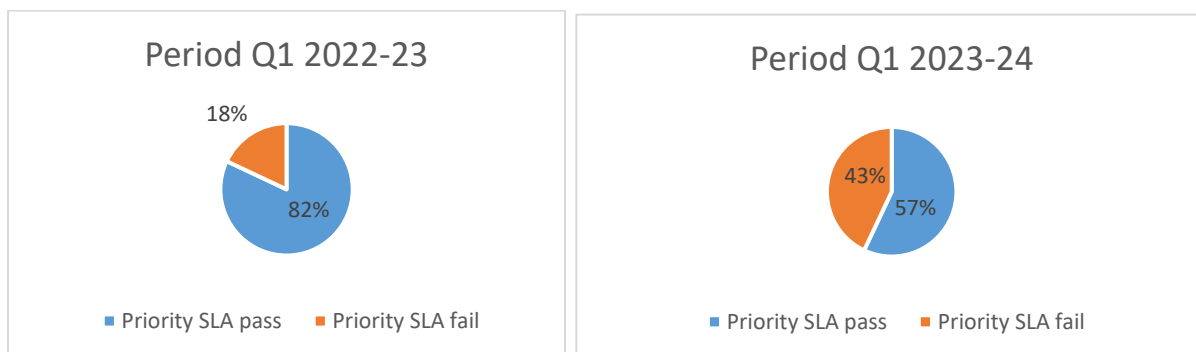 Period Q1 2022-23
18%
82%
Priority SLA pass Priority SLA fail
Period Q1 2023-24
43%
57%
Priority SLA pass Priority SLA fail